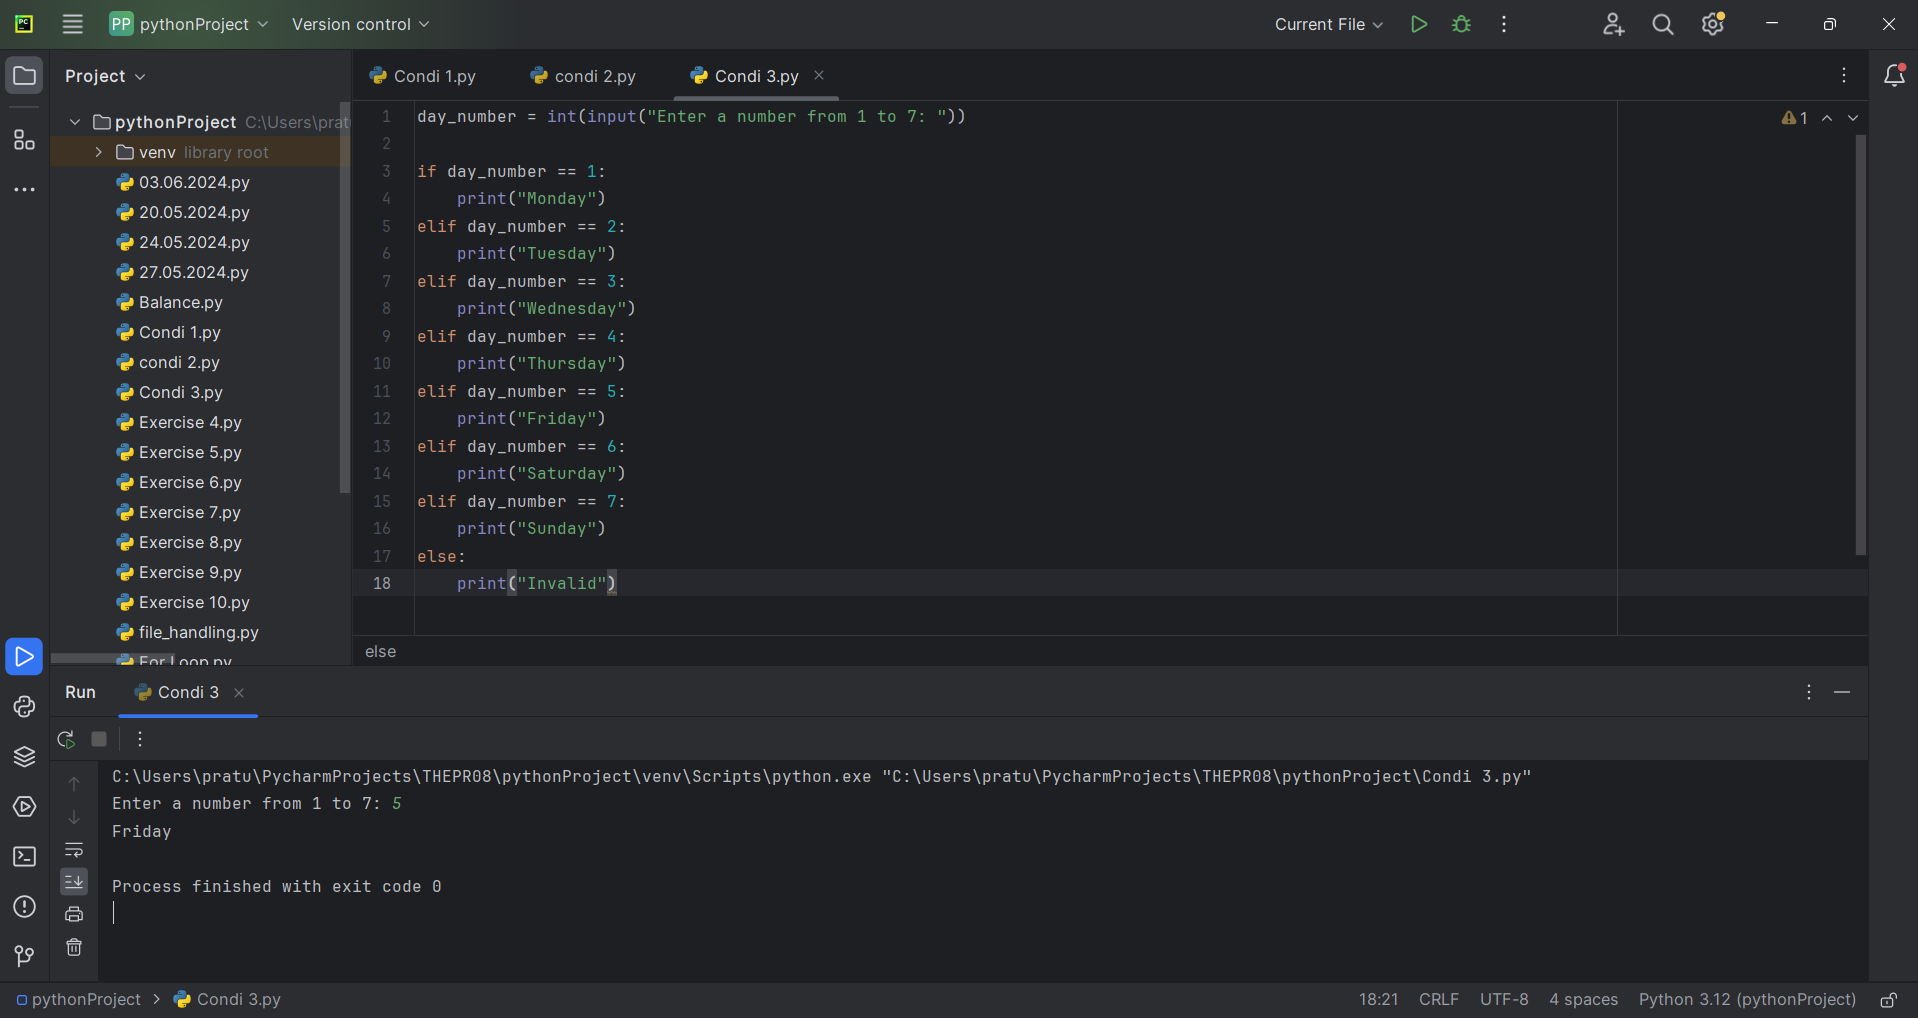 PC PP pythonProject Version control Current File
Project
Condi 1.py condi 2.py Condi 3.py
pythonProject C:\Users\prat
venv library root
03.06.2024.py
20.05.2024.py
24.05.2024.py
27.05.2024.py
Balance.py
Condi 1.py
condi 2.py
Condi 3.py
Exercise 4.py
Exercise 5.py
Exercise 6.py
Exercise 7.py
Exercise 8.py
Exercise 9.py
Exercise 10.py
file_handling.py
For Loop.py
1 day_number = int(input("Enter a number from 1 to 7: "))
2
3 if day_number == 1:
4     print("Monday")
5 elif day_number == 2:
6     print("Tuesday")
7 elif day_number == 3:
8     print("Wednesday")
9 elif day_number == 4:
10     print("Thursday")
11 elif day_number == 5:
12     print("Friday")
13 elif day_number == 6:
14     print("Saturday")
15 elif day_number == 7:
16     print("Sunday")
17 else:
18     print("Invalid")
1
else
Run Condi 3
C:\Users\pratu\PycharmProjects\THEPR08\pythonProject\venv\Scripts\python.exe "C:\Users\pratu\PycharmProjects\THEPR08\pythonProject\Condi 3.py"
Enter a number from 1 to 7: 5
Friday
Process finished with exit code 0
pythonProject Condi 3.py 18:21 CRLF UTF-8 4 spaces Python 3.12 (pythonProject)